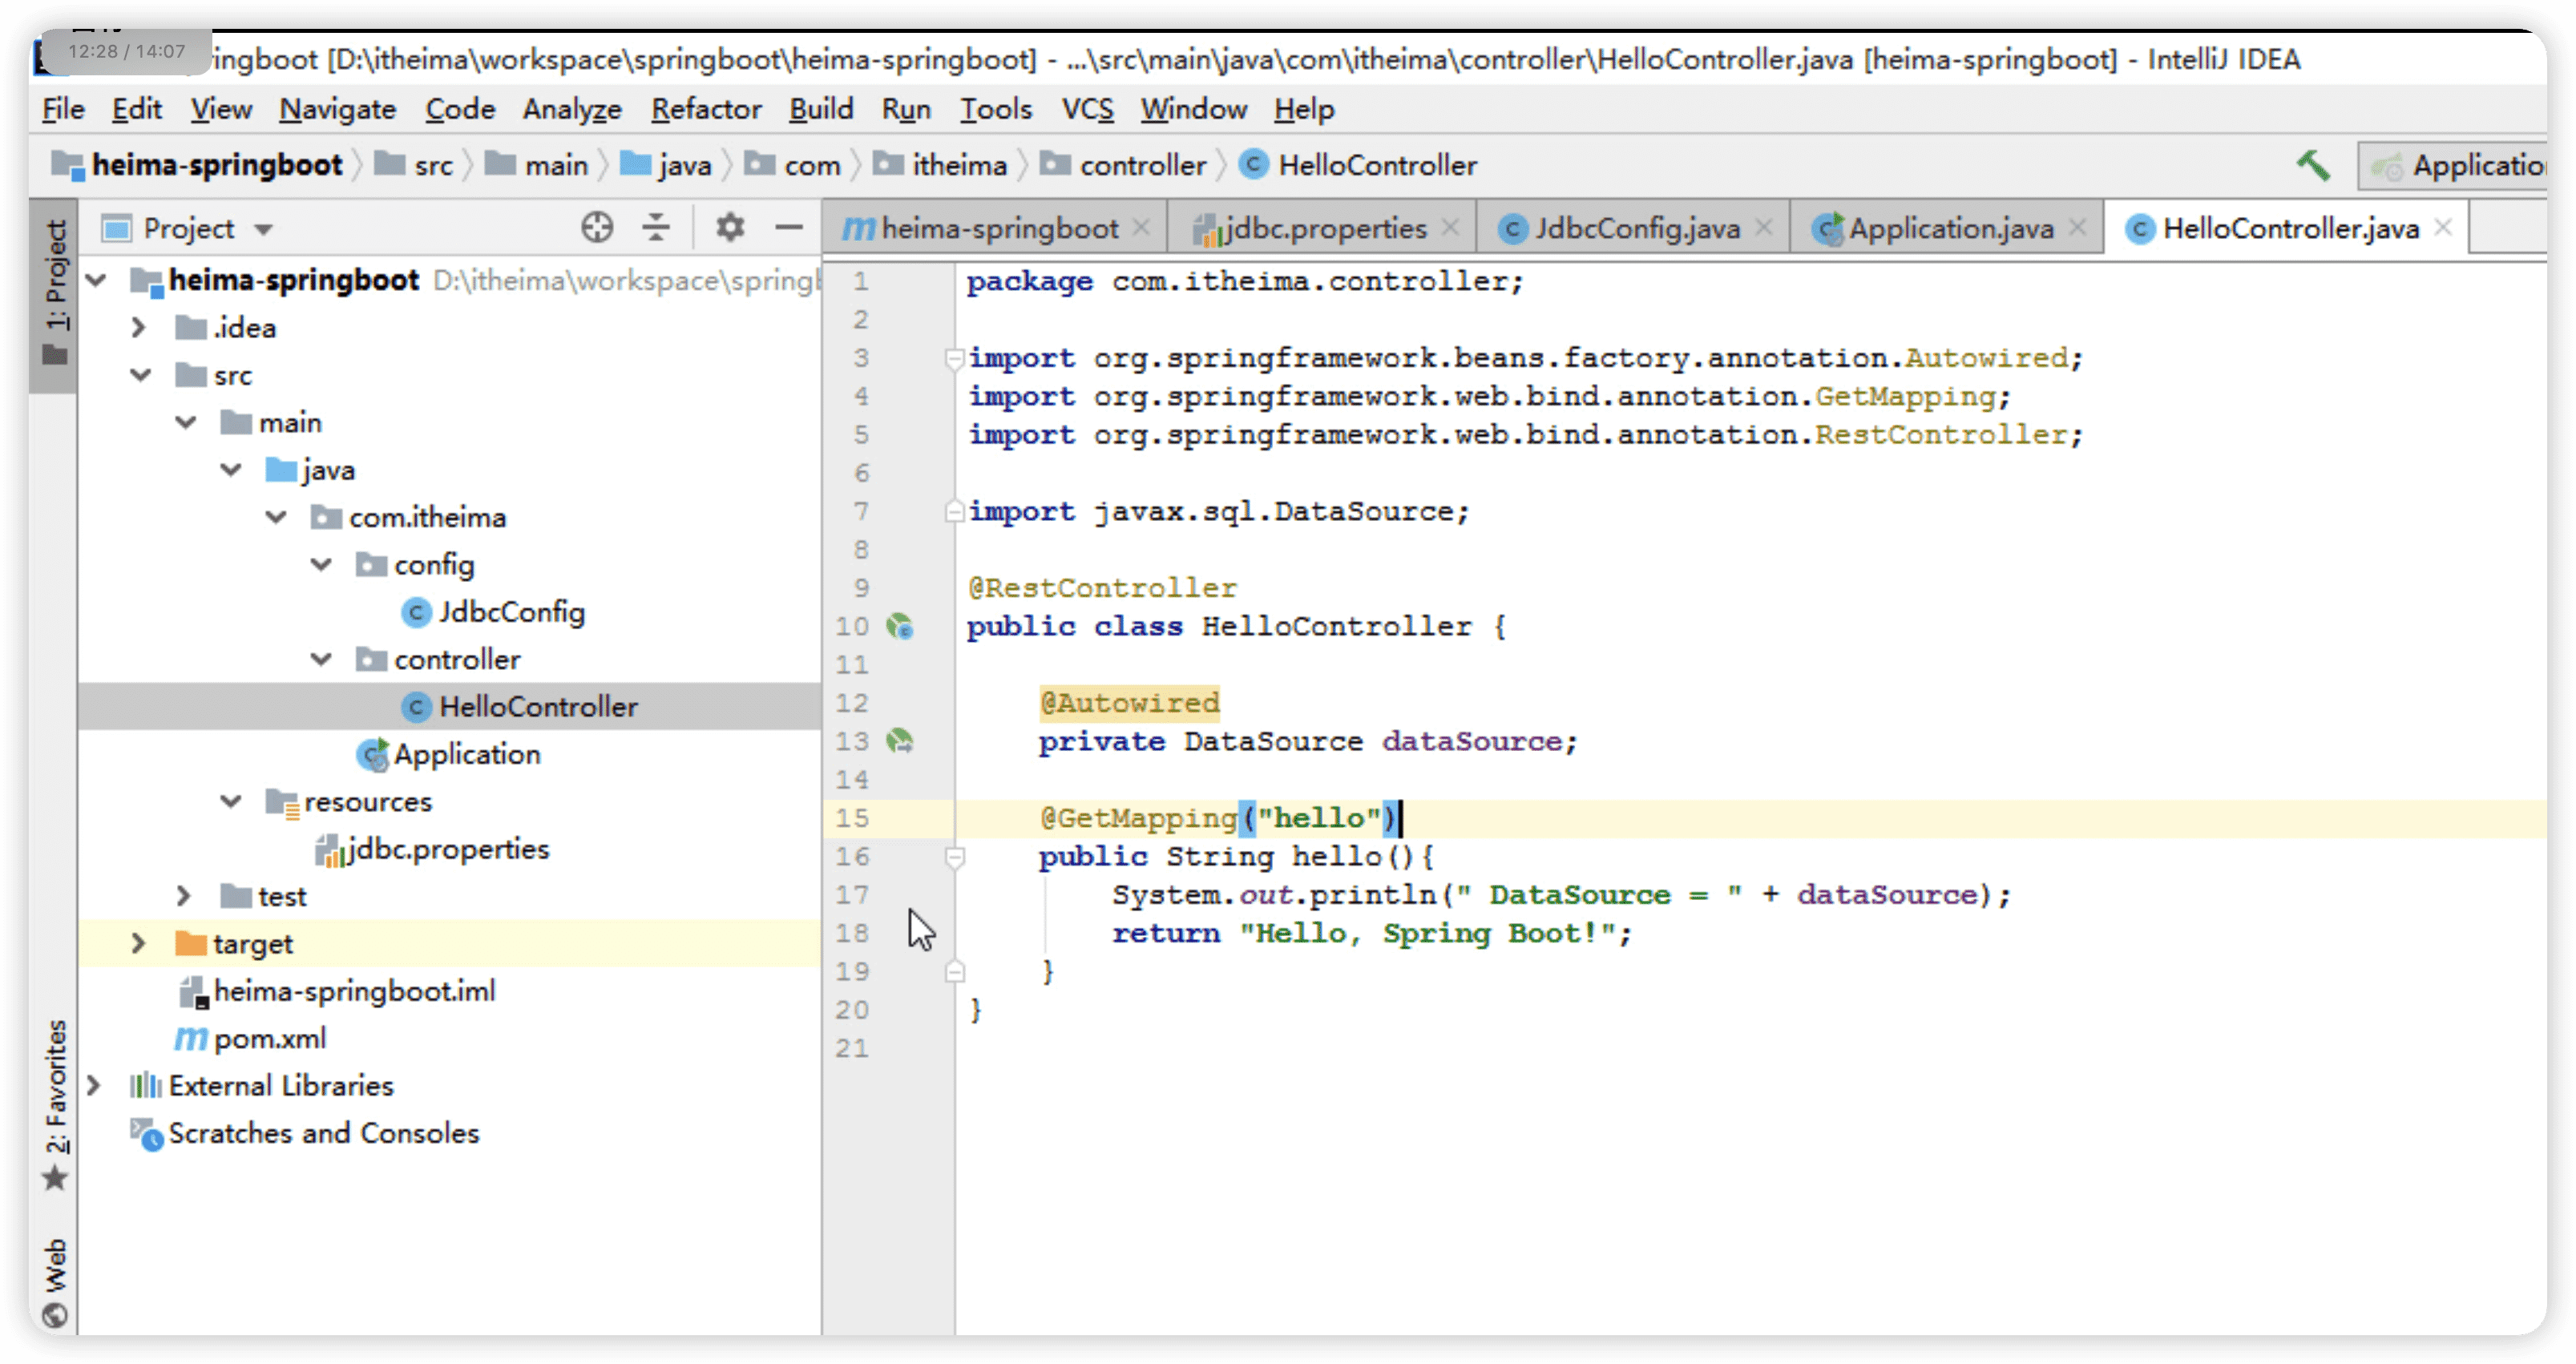 12:28 / 14:07
ingboot [D:\itheima\workspace\springboot\heima-springboot] - ...\src\main\java\com\itheima\controller\HelloController.java [heima-springboot] - IntelliJ IDEA
File Edit View Navigate Code Analyze Refactor Build Run Tools VCS Window Help
heima-springboot src main java com itheima controller HelloController
Project
heima-springboot jdbc.properties JdbcConfig.java Application.java HelloController.java
1: Project
2: Favorites
Web
heima-springboot
.idea
src
main
java
com.itheima
config
JdbcConfig
controller
HelloController
Application
resources
jdbc.properties
test
target
heima-springboot.iml
pom.xml
External Libraries
Scratches and Consoles
1 package com.itheima.controller;
2
3 import org.springframework.beans.factory.annotation.Autowired;
4 import org.springframework.web.bind.annotation.GetMapping;
5 import org.springframework.web.bind.annotation.RestController;
6
7 import javax.sql.DataSource;
8
9 @RestController
10 public class HelloController {
11
12 @Autowired
13 private DataSource dataSource;
14
15 @GetMapping("hello")
16 public String hello(){
17 System.out.println(" DataSource = " + dataSource);
18 return "Hello, Spring Boot!";
19 }
20 }
21